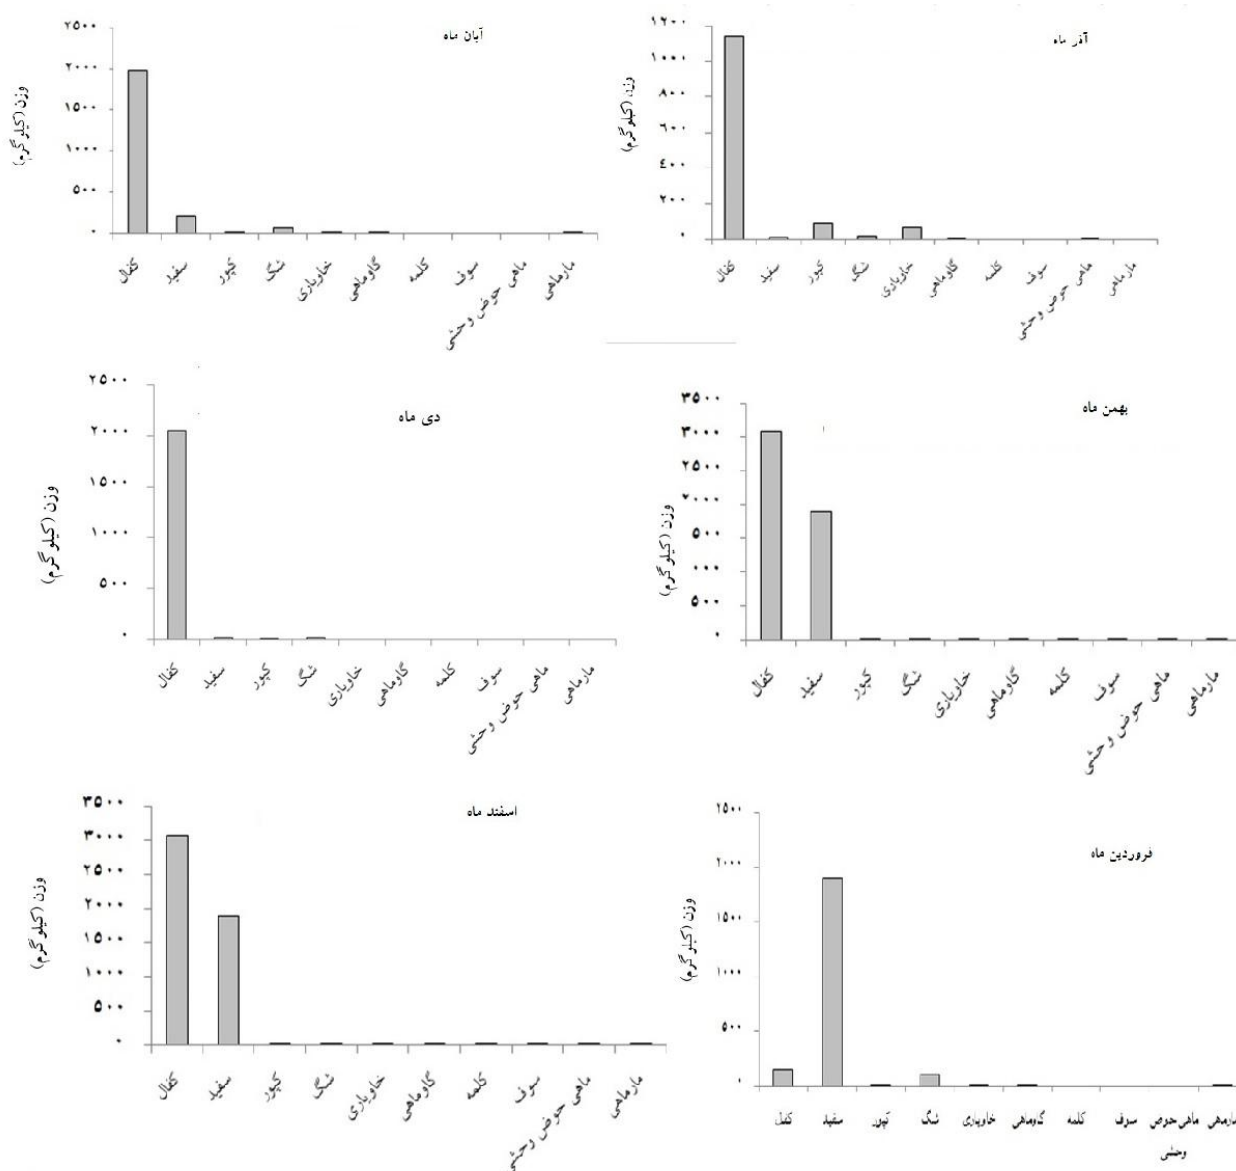 آبان ماه
وزن (کیلوگرم)
۲۵۰۰
۲۰۰۰
۱۵۰۰
۱۰۰۰
۵۰۰
۰
کفال
سفید
کپور
شگ
خاویاری
گاوماهی
کلمه
سوف
ماهی حوض وحشی
مارماهی
آذر ماه
وزن (کیلوگرم)
۱۲۰۰
۱۰۰۰
۸۰۰
۶۰۰
۴۰۰
۲۰۰
۰
کفال
سفید
کپور
شگ
خاویاری
گاوماهی
کلمه
سوف
ماهی حوض وحشی
مارماهی
دی ماه
وزن (کیلوگرم)
۲۵۰۰
۲۰۰۰
۱۵۰۰
۱۰۰۰
۵۰۰
۰
کفال
سفید
کپور
شگ
خاویاری
گاوماهی
کلمه
سوف
ماهی حوض وحشی
مارماهی
بهمن ماه
وزن (کیلوگرم)
۳۵۰۰
۳۰۰۰
۲۵۰۰
۵۰۰
۰
کفال
سفید
کپور
شگ
خاویاری
گاوماهی
کلمه
سوف
ماهی حوض وحشی
مارماهی
اسفند ماه
وزن (کیلوگرم)
۳۵۰۰
۳۰۰۰
۲۵۰۰
۲۰۰۰
۱۵۰۰
۱۰۰۰
۵۰۰
۰
کفال
سفید
کپور
شگ
خاویاری
گاوماهی
کلمه
سوف
ماهی حوض وحشی
مارماهی
فروردین ماه
وزن (کیلوگرم)
۲۵۰۰
۲۰۰۰
۱۵۰۰
۱۰۰۰
۵۰۰
۰
کفال
سفید
کپور
شگ
خاویاری
گاوماهی
کلمه
سوف
ماهی حوض
وحشی
مارماهی